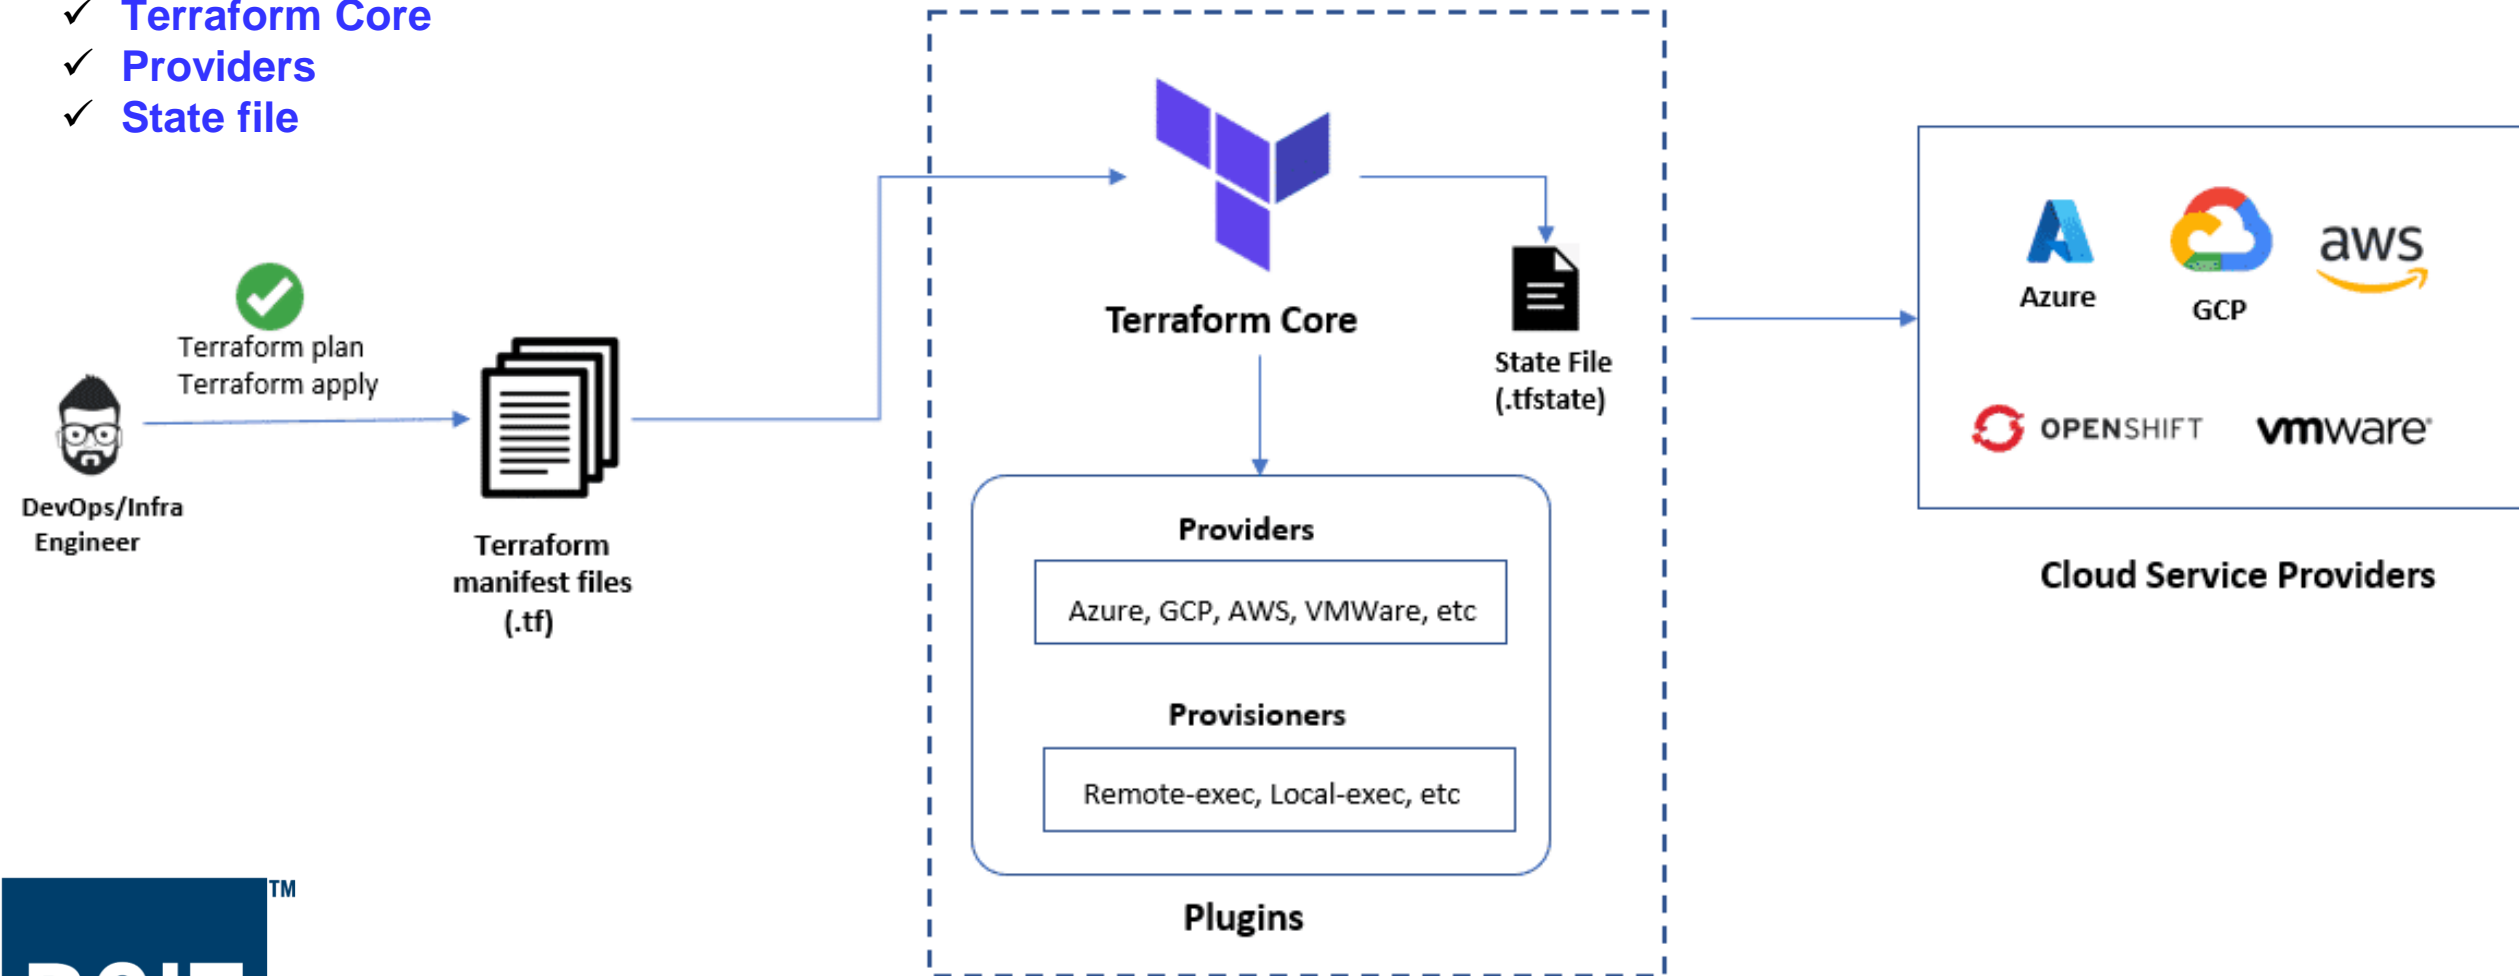 ✓ Terraform Core
✓ Providers
✓ State file
Terraform plan
Terraform apply
DevOps/Infra
Engineer
Terraform
manifest files
(.tf)
Terraform Core
State File
(.tfstate)
Providers
Azure, GCP, AWS, VMWare, etc
Provisioners
Remote-exec, Local-exec, etc
Plugins
Azure
GCP
aws
OPENSHIFT
vmware®
Cloud Service Providers
TM